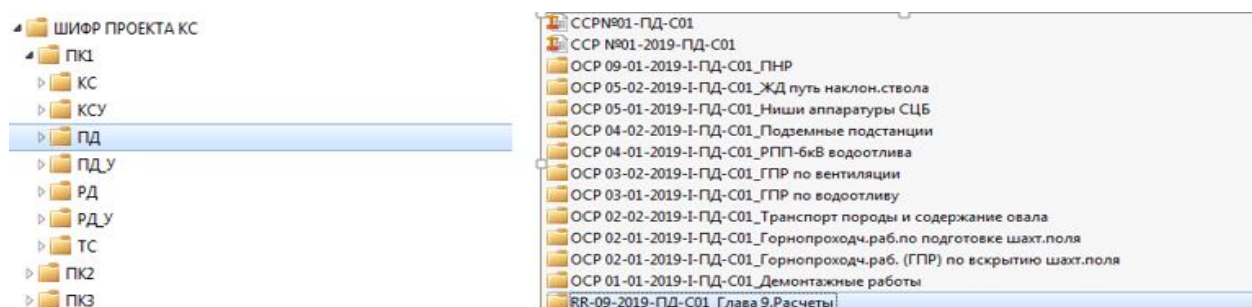 ШИФР ПРОЕКТА КС
ПК1
КС
КСУ
ПД
ПД_У
РД
РД_У
ТС
ПК2
ПК3
ССР№01-ПД-С01
ССР №01-2019-ПД-С01
ОСР 09-01-2019-I-ПД-С01_ПНР
ОСР 05-02-2019-I-ПД-С01_ЖД путь наклон.ствола
ОСР 05-01-2019-I-ПД-С01_Ниши аппаратуры СЦБ
ОСР 04-02-2019-I-ПД-С01_Подземные подстанции
ОСР 04-01-2019-I-ПД-С01_РПП-6кВ водоотлива
ОСР 03-02-2019-I-ПД-С01_ГПР по вентиляции
ОСР 03-01-2019-I-ПД-С01_ГПР по водоотливу
ОСР 02-02-2019-I-ПД-С01_Транспорт породы и содержание овала
ОСР 02-01-2019-I-ПД-С01_Горнопроходч.раб.по подготовке шахт.поля
ОСР 02-01-2019-I-ПД-С01_Горнопроходч.раб. (ГПР) по вскрытию шахт.поля
ОСР 01-01-2019-I-ПД-С01_Демонтажные работы
RR-09-2019-ПД-С01_Глава 9.Расчеты